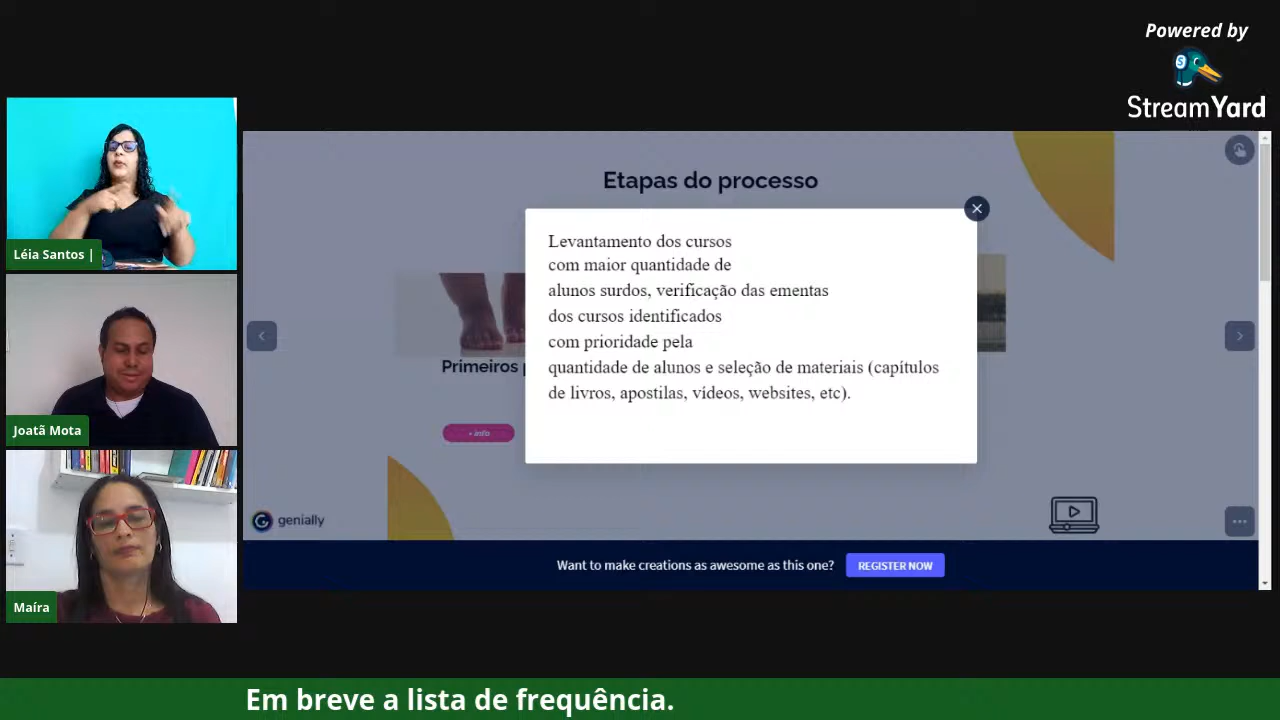 Powered by
StreamYard
Léia Santos |
Joatã Mota
Maíra
Etapas do processo
Levantamento dos cursos
com maior quantidade de
alunos surdos, verificação das ementas
dos cursos identificados
com prioridade pela
quantidade de alunos e seleção de materiais (capítulos
de livros, apostilas, vídeos, websites, etc).
Primeiros
+ info
genially
Want to make creations as awesome as this one?
REGISTER NOW
Em breve a lista de frequência.